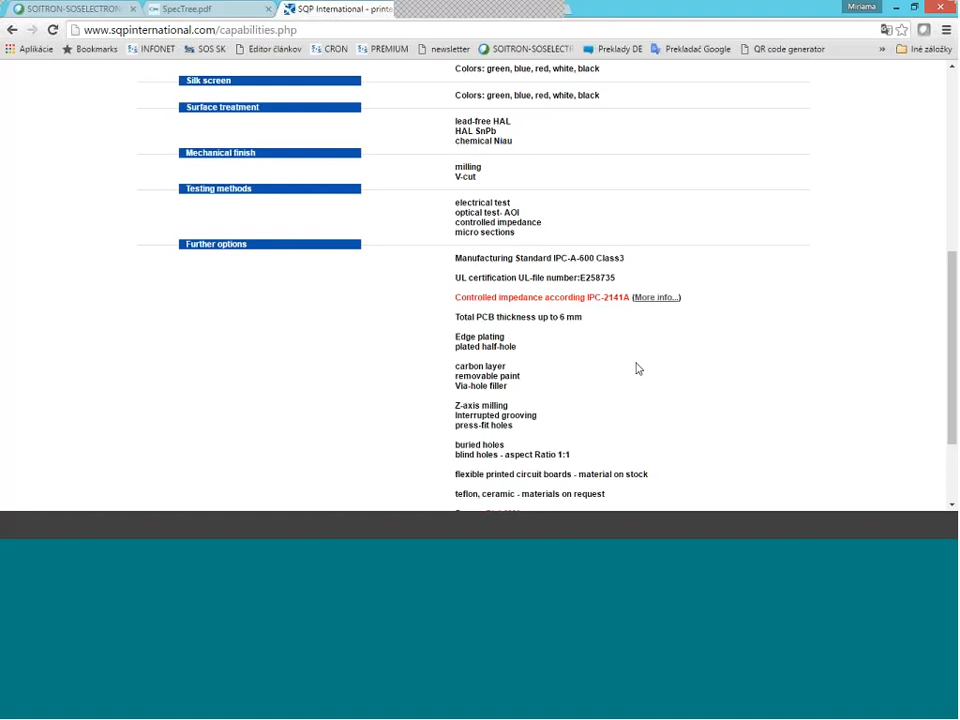 SOITRON-SOSELECTRON
SpecTree.pdf
SQP International - printe
Miriama
www.sqpinternational.com/capabilities.php
Aplikácie
Bookmarks
INFONET
SOS SK
Editor článkov
CRON
PREMIUM
newsletter
SOITRON-SOSELECTR
Preklady DE
Prekladač Google
QR code generator
»
Iné záložky
Colors: green, blue, red, white, black
Silk screen
Colors: green, blue, red, white, black
Surface treatment
lead-free HAL
HAL SnPb
chemical Niau
Mechanical finish
milling
V-cut
Testing methods
electrical test
optical test- AOI
controlled impedance
micro sections
Further options
Manufacturing Standard IPC-A-600 Class3
UL certification UL-file number:E258735
Controlled impedance according IPC-2141A (More info...)
Total PCB thickness up to 6 mm
Edge plating
plated half-hole
carbon layer
removable paint
Via-hole filler
Z-axis milling
Interrupted grooving
press-fit holes
buried holes
blind holes - aspect Ratio 1:1
flexible printed circuit boards - material on stock
teflon, ceramic - materials on request